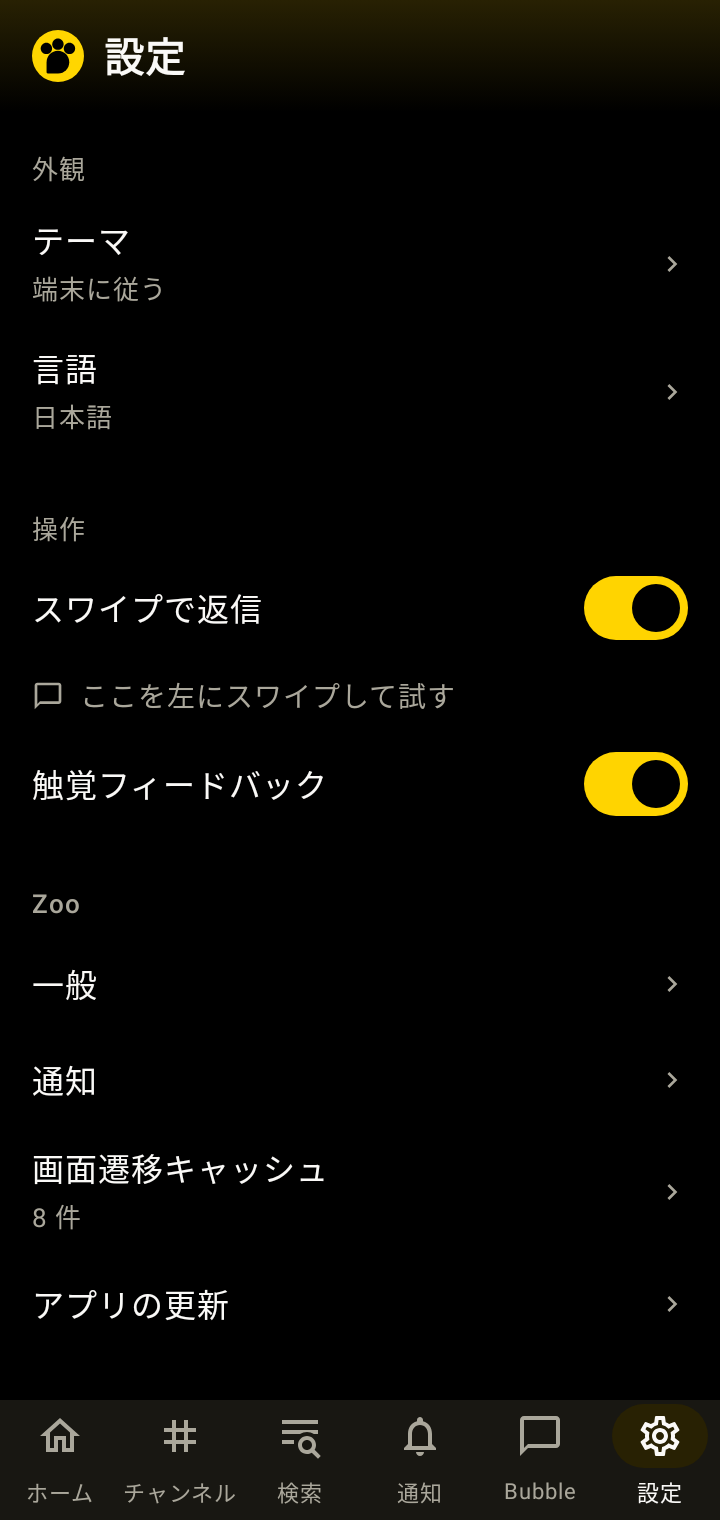 設定
外観
テーマ
端末に従う
言語
日本語
操作
スワイプで返信
ここを左にスワイプして試す
触覚フィードバック
Zoo
一般
通知
画面遷移キャッシュ
8 件
アプリの更新
ホーム
チャンネル
検索
通知
Bubble
設定